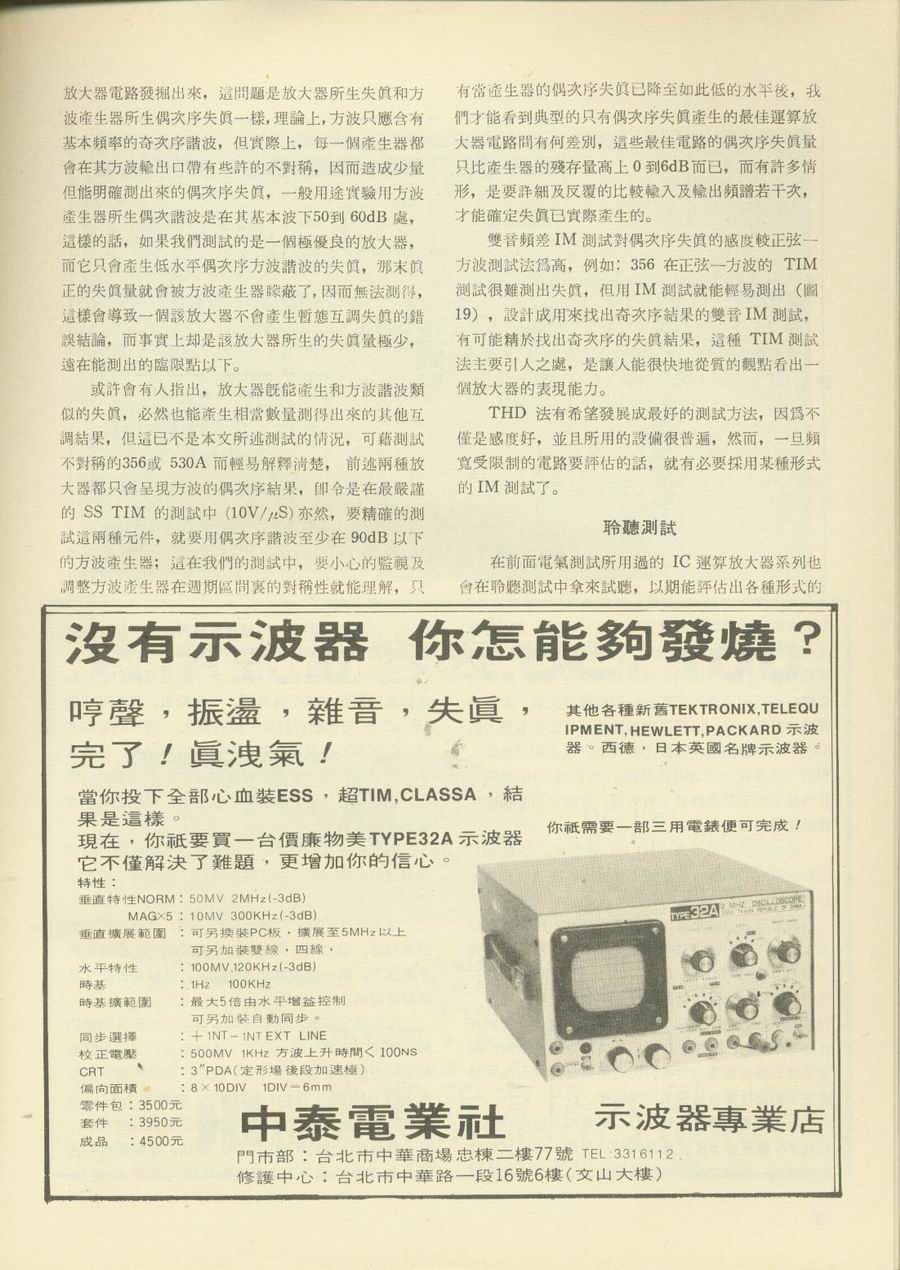 放大器電路發掘出來，這問題是放大器所生失眞和方
波產生器所生偶次序失眞一樣，理論上，方波只應含有
基本頻率的奇次序諧波，但實際上，每一個產生器都
會在其方波輸出口帶有些許的不對稱，因而造成少量
但能明確測出來的偶次序失眞，一般用途實驗用方波
產生器所生偶次諧波是在其基本波下50到 60dB 處，
這樣的話，如果我們測試的是一個極優良的放大器，
而它只會產生低水平偶次序方波諧波的失眞，那末眞
正的失眞量就會被方波產生器矇蔽了，因而無法測得，
這樣會導致一個該放大器不會產生暫態互調失眞的錯
誤結論，而事實上却是該放大器所生的失眞量極少，
遠在能測出的臨限點以下。
或許會有人指出，放大器旣能產生和方波諧波類
似的失眞，必然也能產生相當數量測得出來的其他互
調結果，但這已不是本文所述測試的情況，可藉測試
不對稱的356或 530A 而輕易解釋淸楚，前述兩種放
大器都只會呈現方波的偶次序結果，卽令是在最嚴謹
的 SS TIM 的測試中 (10V/μS) 亦然，要精確的測
試這兩種元件，就要用偶次序諧波至少在 90dB 以下
的方波產生器；這在我們的測試中，要小心的監視及
調整方波產生器在週期區間裏的對稱性就能理解，只
有當產生器的偶次序失眞已降至如此低的水平後，我
們才能看到典型的只有偶次序失眞產生的最佳運算放
大器電路間有何差別，這些最佳電路的偶次序失眞量
只比產生器的殘存量高上 0 到6dB而已，而有許多情
形，是要詳細及反覆的比較輸入及輸出頻譜若干次，
才能確定失眞已實際產生的。
雙音頻差 IM 測試對偶次序失眞的感度較正弦—
方波測試法爲高，例如：356 在正弦—方波的 TIM
測試很難測出失眞，但用 IM 測試就能輕易測出（圖
19），設計成用來找出奇次序結果的雙音 IM 測試，
有可能精於找出奇次序的失眞結果，這種 TIM 測試
法主要引人之處，是讓人能很快地從質的觀點看出一
個放大器的表現能力。
THD 法有希望發展成最好的測試方法，因爲不
僅是感度好，並且所用的設備很普遍，然而，一旦頻
寬受限制的電路要評估的話，就有必要採用某種形式
的 IM 測試了。
聆聽測試
在前面電氣測試所用過的 IC 運算放大器系列也
會在聆聽測試中拿來試聽，以期能評估出各種形式的
沒有示波器 你怎能夠發燒？
哼聲，振盪，雜音，失眞，
完了！眞洩氣！
其他各種新舊TEKTRONIX,TELEQU
IPMENT,HEWLETT,PACKARD 示波
器。西德，日本英國名牌示波器。
當你投下全部心血裝ESS，超TIM,CLASSA，結
果是這樣。
現在，你祇要買一台價廉物美TYPE32A 示波器
它不僅解決了難題，更增加你的信心。
你祇需要一部三用電錶便可完成！
特性：
垂直特性NORM：50MV 2MHz(-3dB)
MAG×5：10MV 300KHz(-3dB)
垂直擴展範圍：可另換裝PC板，擴展至5MHz以上
可另加裝雙線，四線，
水平特性：100MV,120KHz(-3dB)
時基：1Hz 100KHz
時基擴範圍：最大5倍由水平增益控制
可另加裝自動同步。
同步選擇：＋INT－INT EXT LINE
校正電壓：500MV 1KHz 方波上升時間＜100NS
CRT：3"PDA(定形場後段加速極)
偏向面積：8×10DIV 1DIV＝6mm
零件包：3500元
套件：3950元
成品：4500元
TYPE 32A 5 MHZ OSCILLOSCOPE
中泰電業社 示波器專業店
門市部：台北市中華商場忠棟二樓77號 TEL:3316112.
修護中心：台北市中華路一段16號6樓(文山大樓)